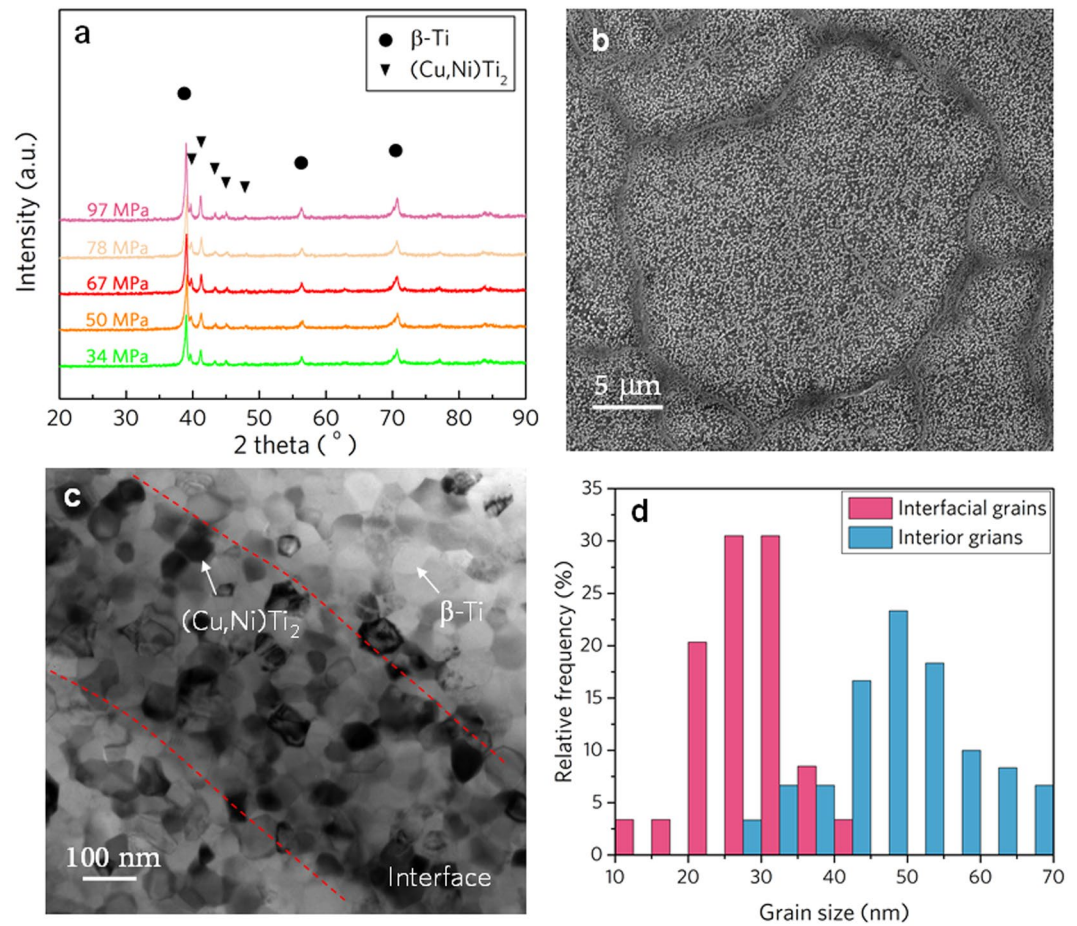 a
β-Ti
(Cu,Ni)Ti2
Intensity (a.u.)
97 MPa
78 MPa
67 MPa
50 MPa
34 MPa
20 30 40 50 60 70 80 90
2 theta ( ° )
b
5 μm
c
(Cu,Ni)Ti2
β-Ti
100 nm
Interface
d
Interfacial grains
Interior grians
Relative frequency (%)
35
30
25
20
15
10
5
0
10 20 30 40 50 60 70
Grain size (nm)